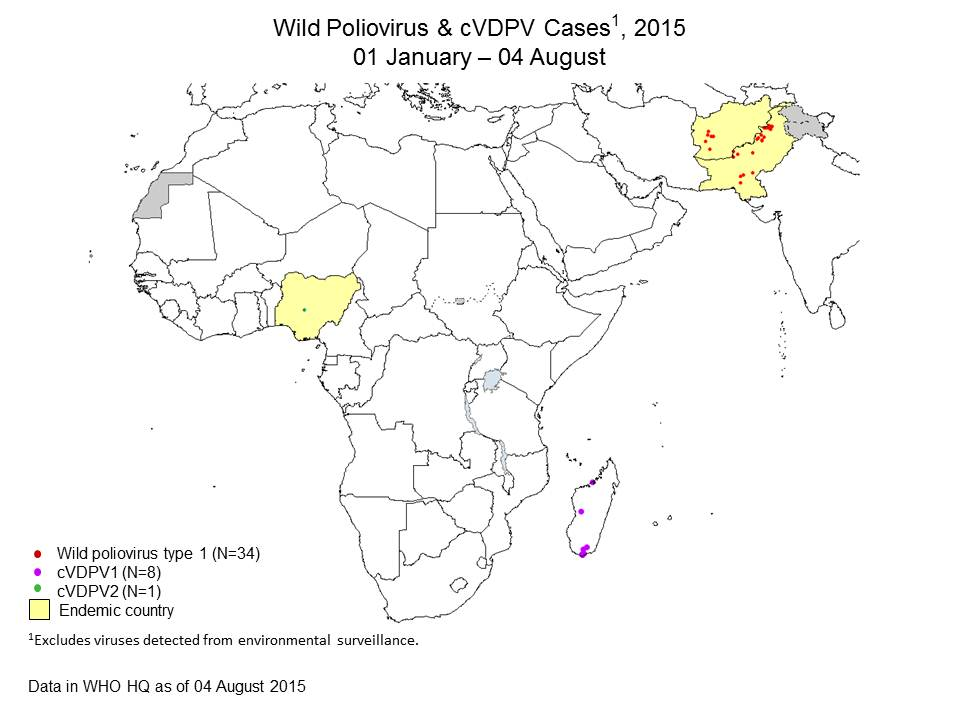 Wild Poliovirus & cVDPV Cases¹, 2015
01 January – 04 August
Wild poliovirus type 1 (N=34)
cVDPV1 (N=8)
cVDPV2 (N=1)
Endemic country
¹Excludes viruses detected from environmental surveillance.
Data in WHO HQ as of 04 August 2015